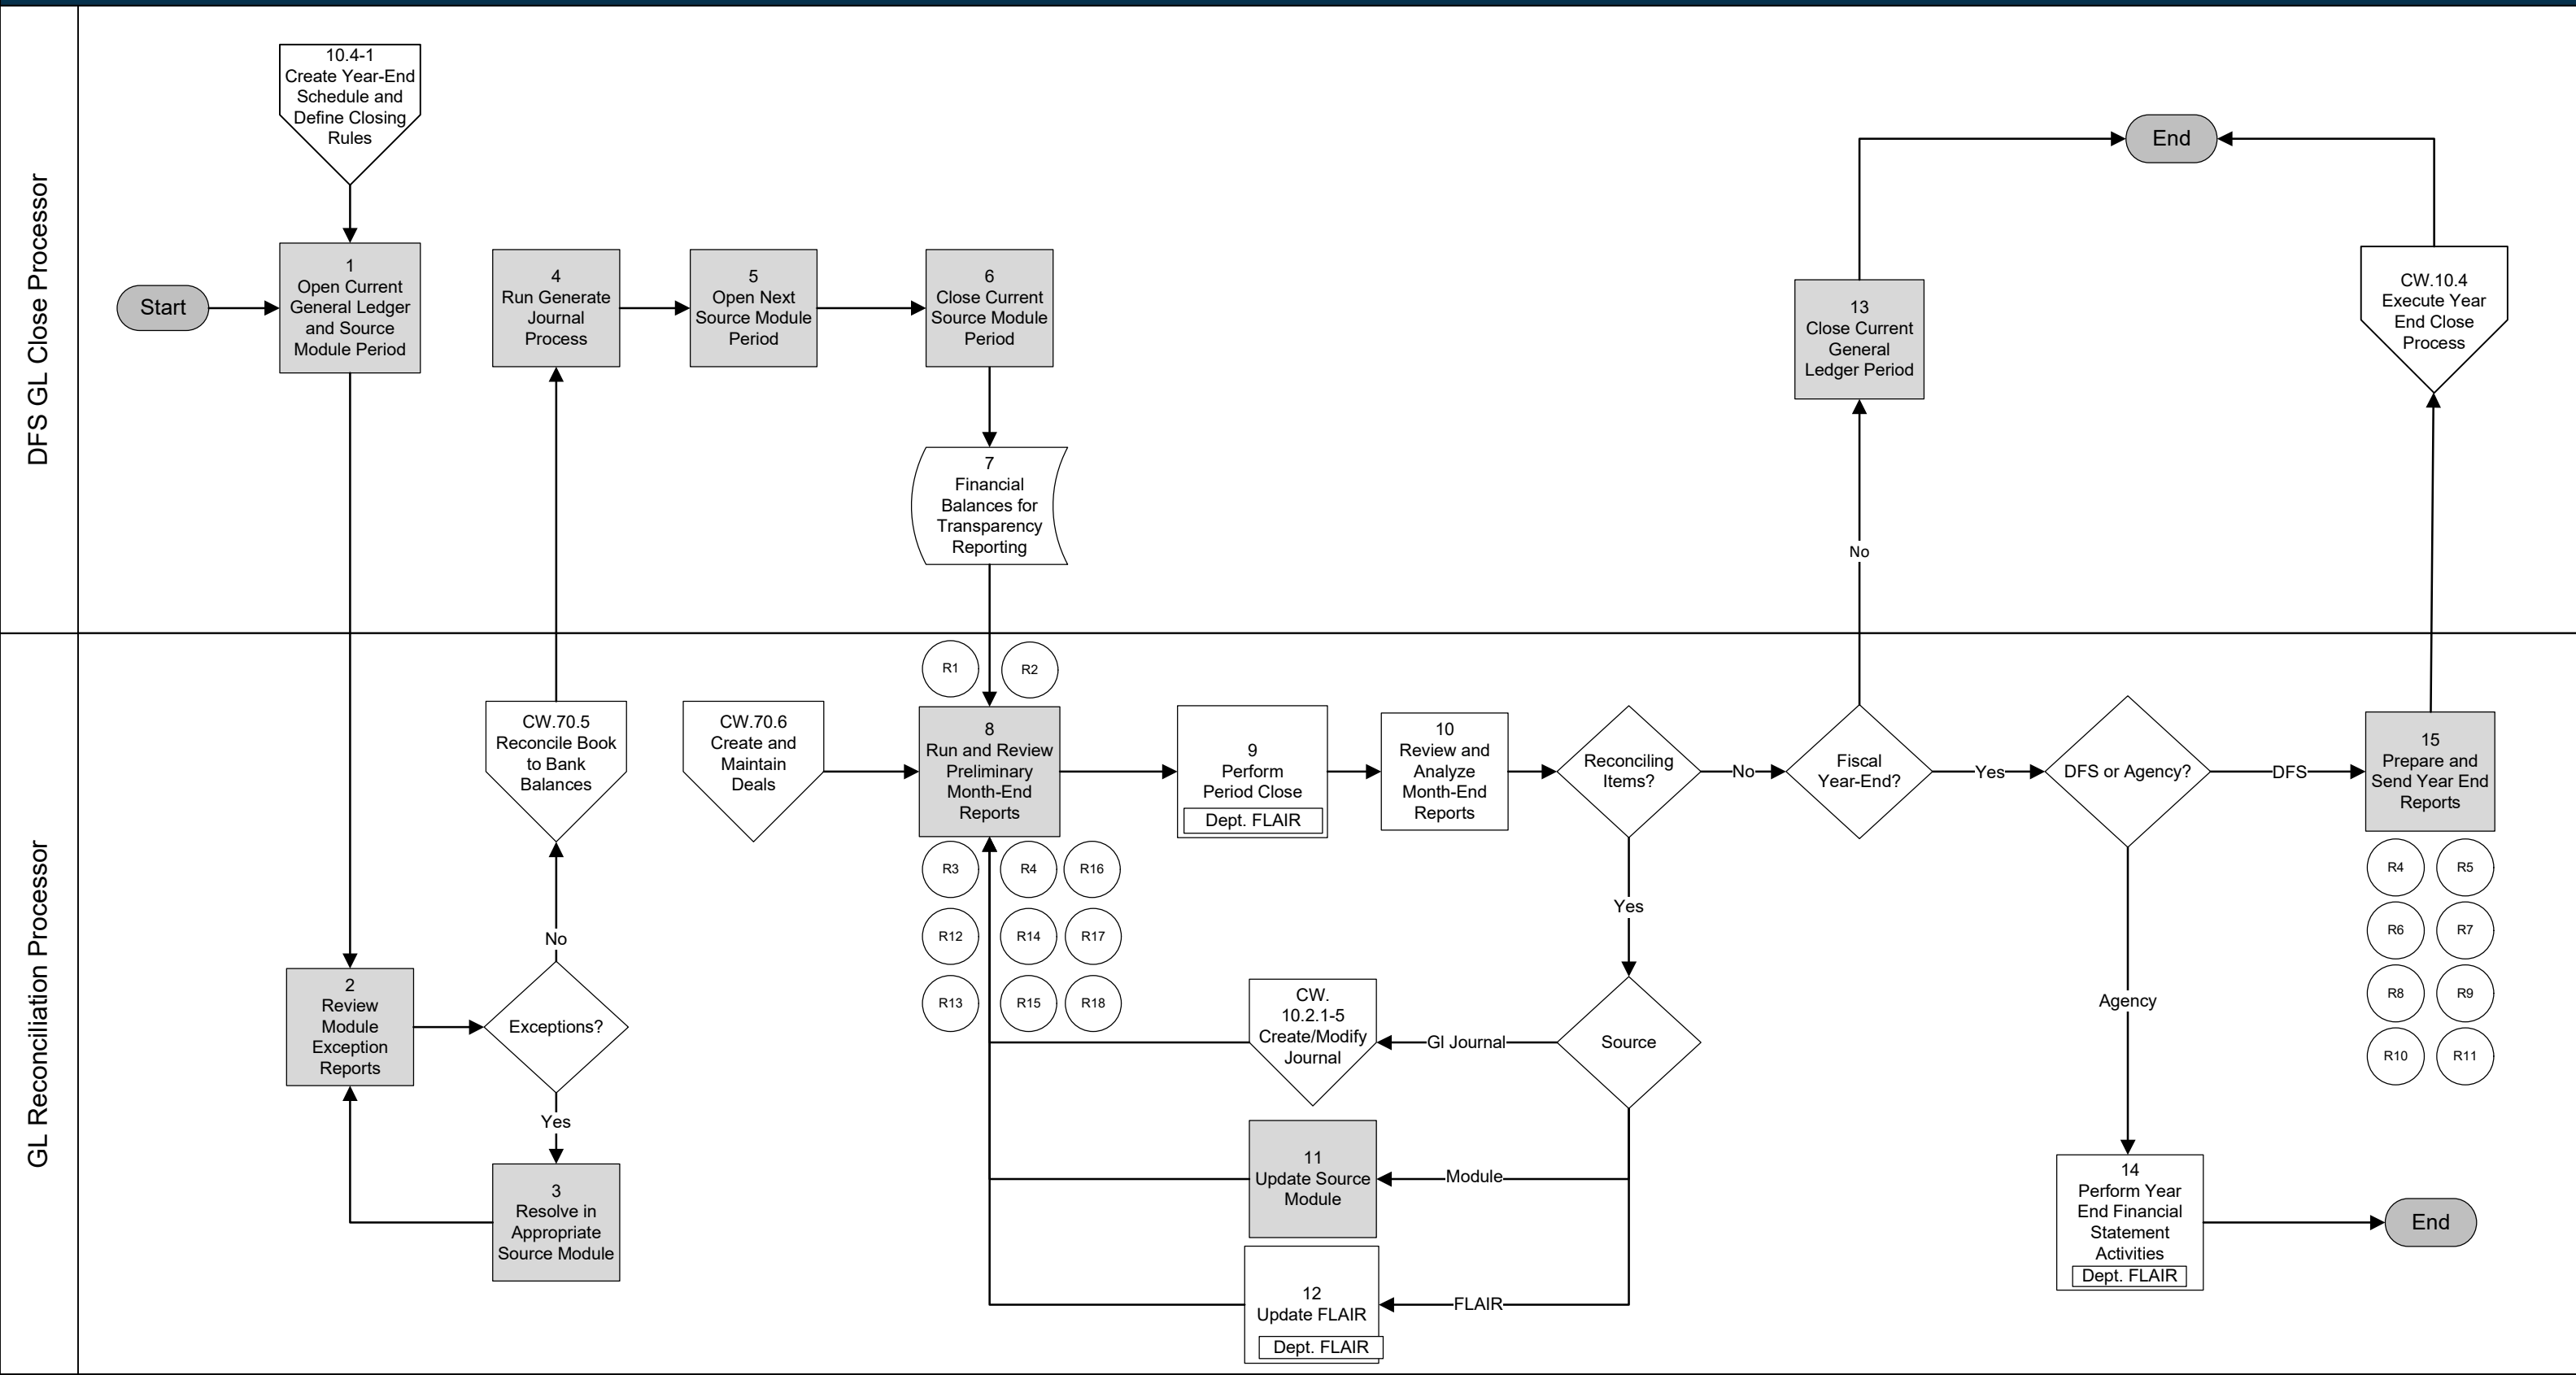 DFS GL Close Processor
10.4-1
Create Year-End
Schedule and
Define Closing
Rules
Start
1
Open Current
General Ledger
and Source
Module Period
4
Run Generate
Journal
Process
5
Open Next
Source Module
Period
6
Close Current
Source Module
Period
7
Financial
Balances for
Transparency
Reporting
13
Close Current
General
Ledger Period
No
End
CW.10.4
Execute Year
End Close
Process
GL Reconciliation Processor
2
Review
Module
Exception
Reports
Exceptions?
No
Yes
3
Resolve in
Appropriate
Source Module
CW.70.5
Reconcile Book
to Bank
Balances
CW.70.6
Create and
Maintain
Deals
R1
R2
8
Run and Review
Preliminary
Month-End
Reports
R3
R4
R16
R12
R14
R17
R13
R15
R18
9
Perform
Period Close
Dept. FLAIR
10
Review and
Analyze
Month-End
Reports
Reconciling
Items?
No
Yes
Source
Gl Journal
CW.
10.2.1-5
Create/Modify
Journal
Module
11
Update Source
Module
FLAIR
12
Update FLAIR
Dept. FLAIR
Fiscal
Year-End?
Yes
DFS or Agency?
DFS
Agency
14
Perform Year
End Financial
Statement
Activities
Dept. FLAIR
End
15
Prepare and
Send Year End
Reports
R4
R5
R6
R7
R8
R9
R10
R11